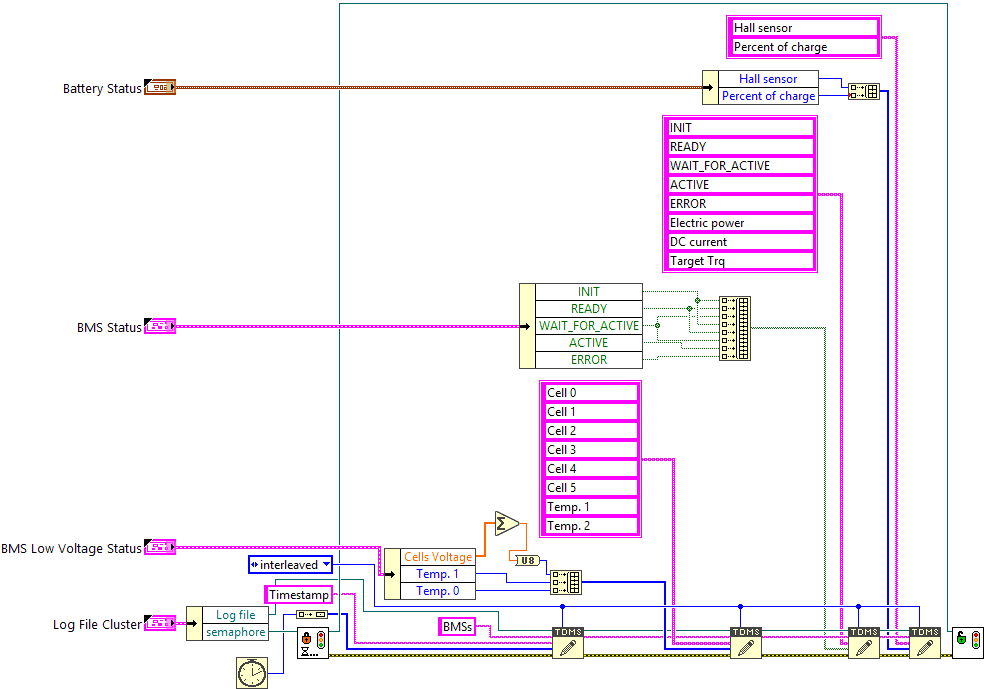 Hall sensor
Percent of charge
Battery Status
Hall sensor
Percent of charge
INIT
READY
WAIT_FOR_ACTIVE
ACTIVE
ERROR
Electric power
DC current
Target Trq
BMS Status
INIT
READY
WAIT_FOR_ACTIVE
ACTIVE
ERROR
Cell 0
Cell 1
Cell 2
Cell 3
Cell 4
Cell 5
Temp. 1
Temp. 2
BMS Low Voltage Status
Cells Voltage
Temp. 1
Temp. 0
U8
interleaved
Timestamp
Log File Cluster
Log file
semaphore
BMSs
TDMS
TDMS
TDMS
TDMS